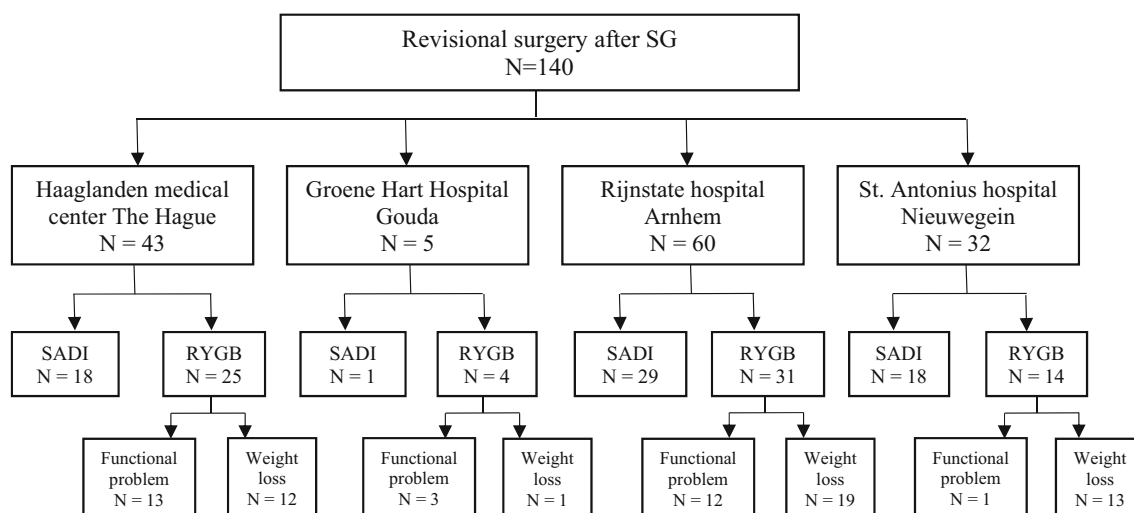 Revisional surgery after SG
N=140
Haaglanden medical
center The Hague
N = 43
Groene Hart Hospital
Gouda
N = 5
Rijnstate hospital
Arnhem
N = 60
St. Antonius hospital
Nieuwegein
N = 32
SADI
N = 18
RYGB
N = 25
SADI
N = 1
RYGB
N = 4
SADI
N = 29
RYGB
N = 31
SADI
N = 18
RYGB
N = 14
Functional
problem
N = 13
Weight
loss
N = 12
Functional
problem
N = 3
Weight
loss
N = 1
Functional
problem
N = 12
Weight
loss
N = 19
Functional
problem
N = 1
Weight
loss
N = 13